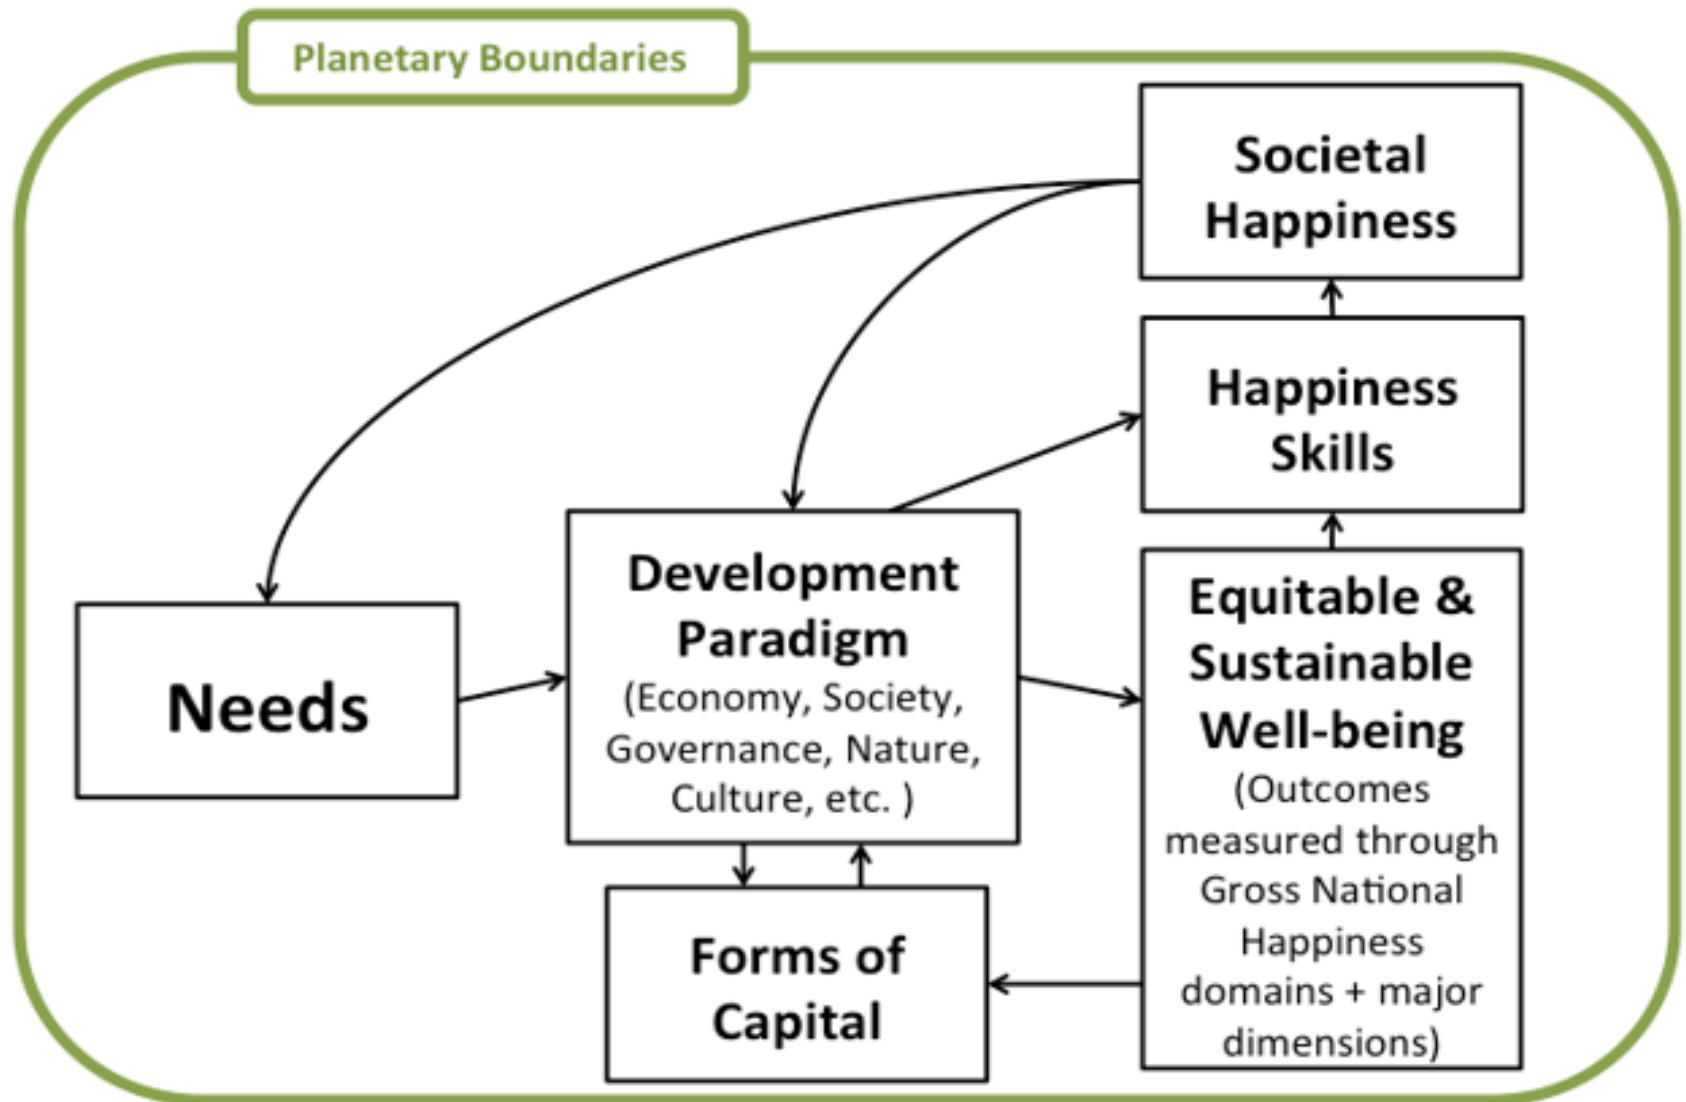 Planetary Boundaries
Societal
Happiness
Happiness
Skills
Needs
Development
Paradigm
(Economy, Society,
Governance, Nature,
Culture, etc. )
Equitable &
Sustainable
Well-being
(Outcomes
measured through
Gross National
Happiness
domains + major
dimensions)
Forms of
Capital